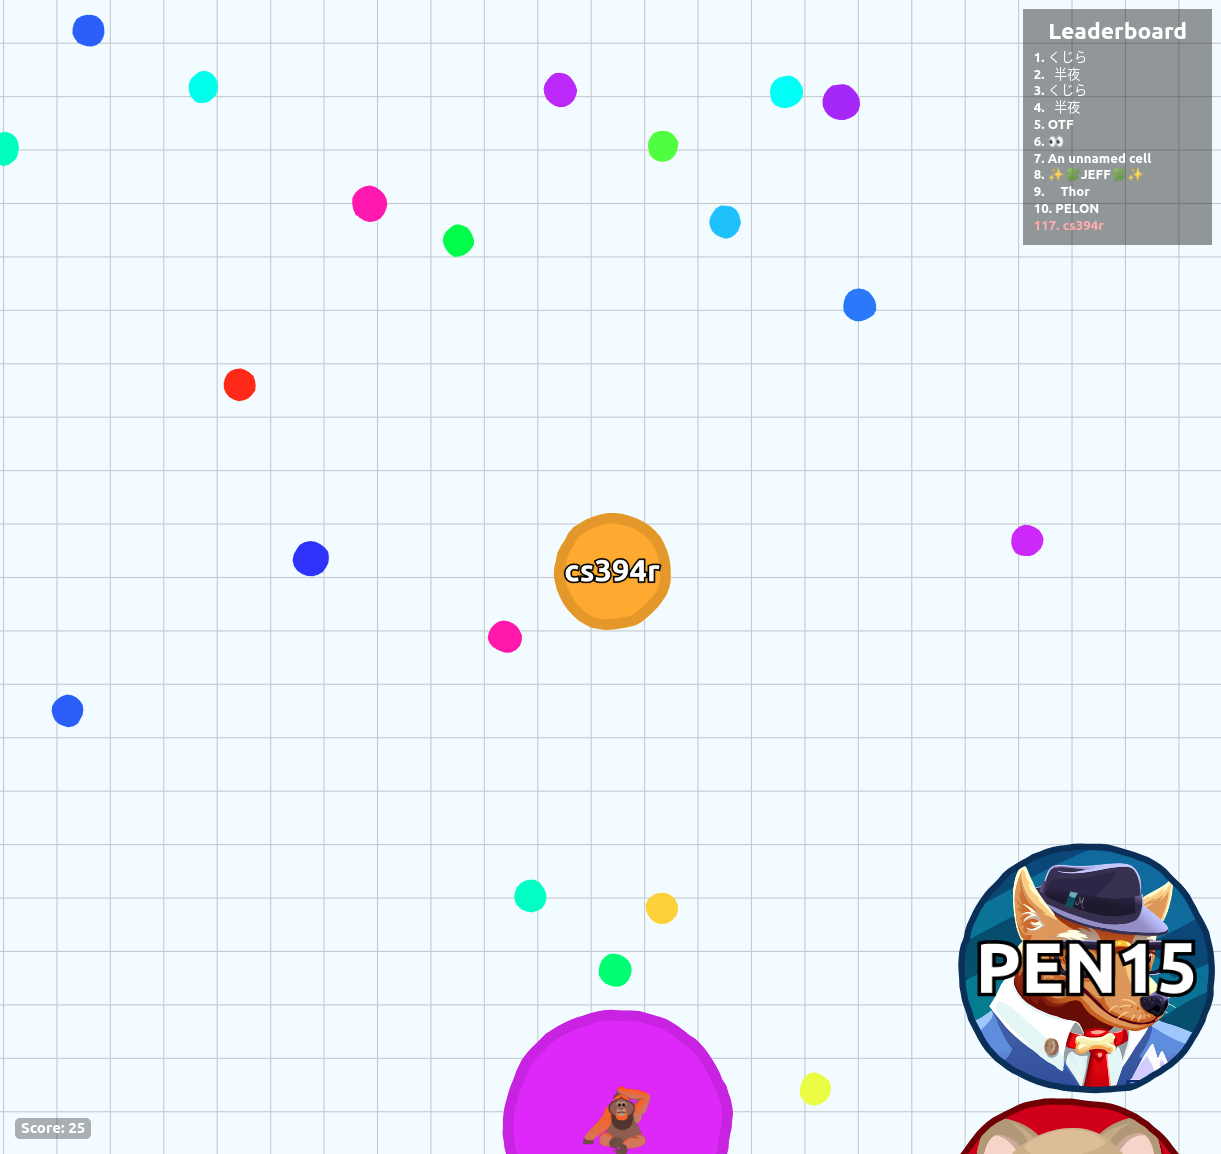 Leaderboard
1. くじら
2. 半夜
3. くじら
4. 半夜
5. OTF
6. 👀
7. An unnamed cell
8. ✨🌵JEFF🌵✨
9. Thor
10. PELON
117. cs394r
cs394r
PEN15
Score: 25